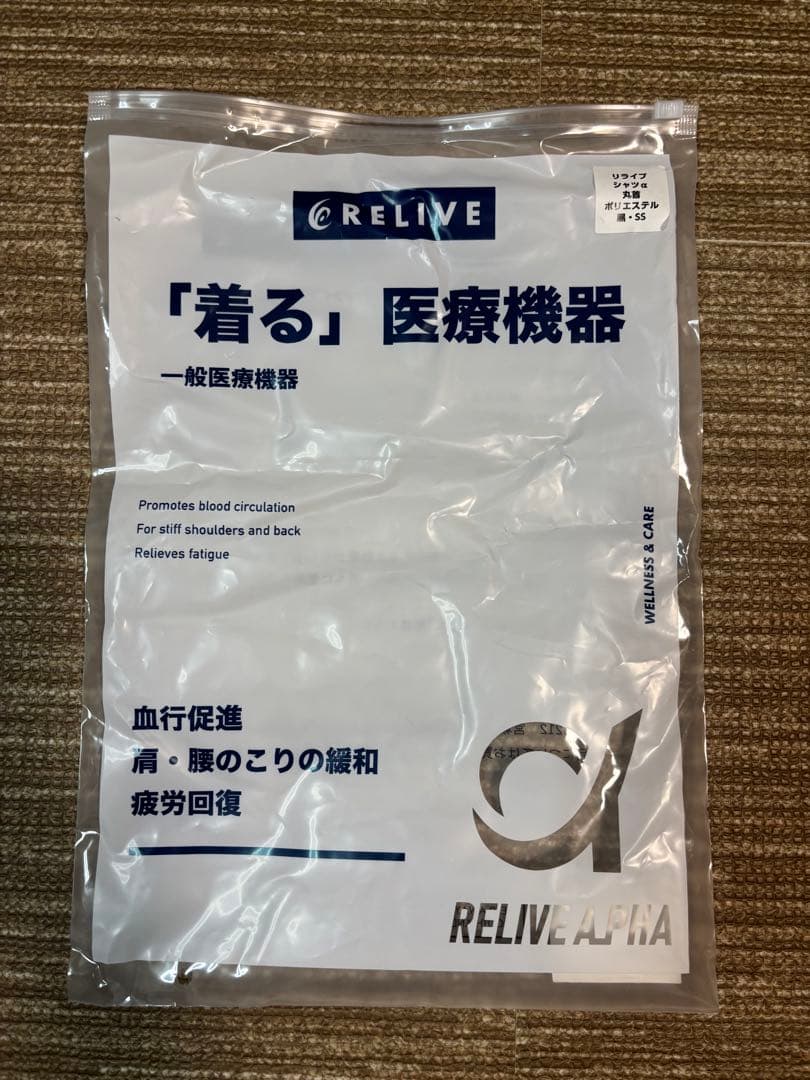 RELIVE
リライブ
シャツα
丸首
ポリエステル
黒・SS
「着る」医療機器
一般医療機器
Promotes blood circulation
For stiff shoulders and back
Relieves fatigue
WELLNESS & CARE
血行促進
肩・腰のこりの緩和
疲労回復
RELIVE ALPHA